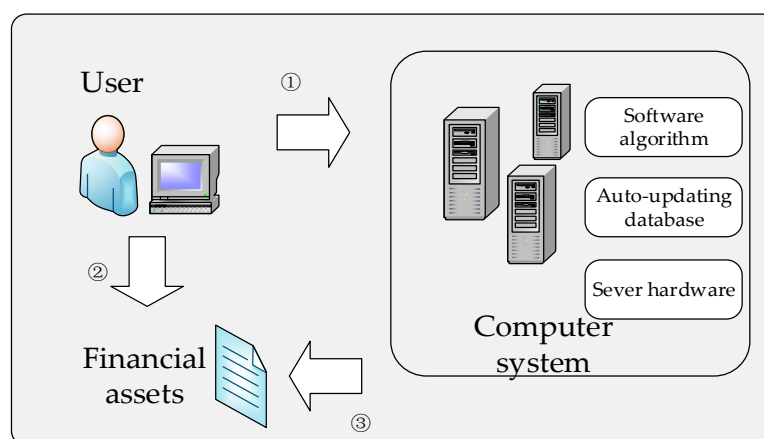 User
①
Software
algorithm
Auto-updating
database
②
Sever hardware
Computer
system
Financial
assets
③